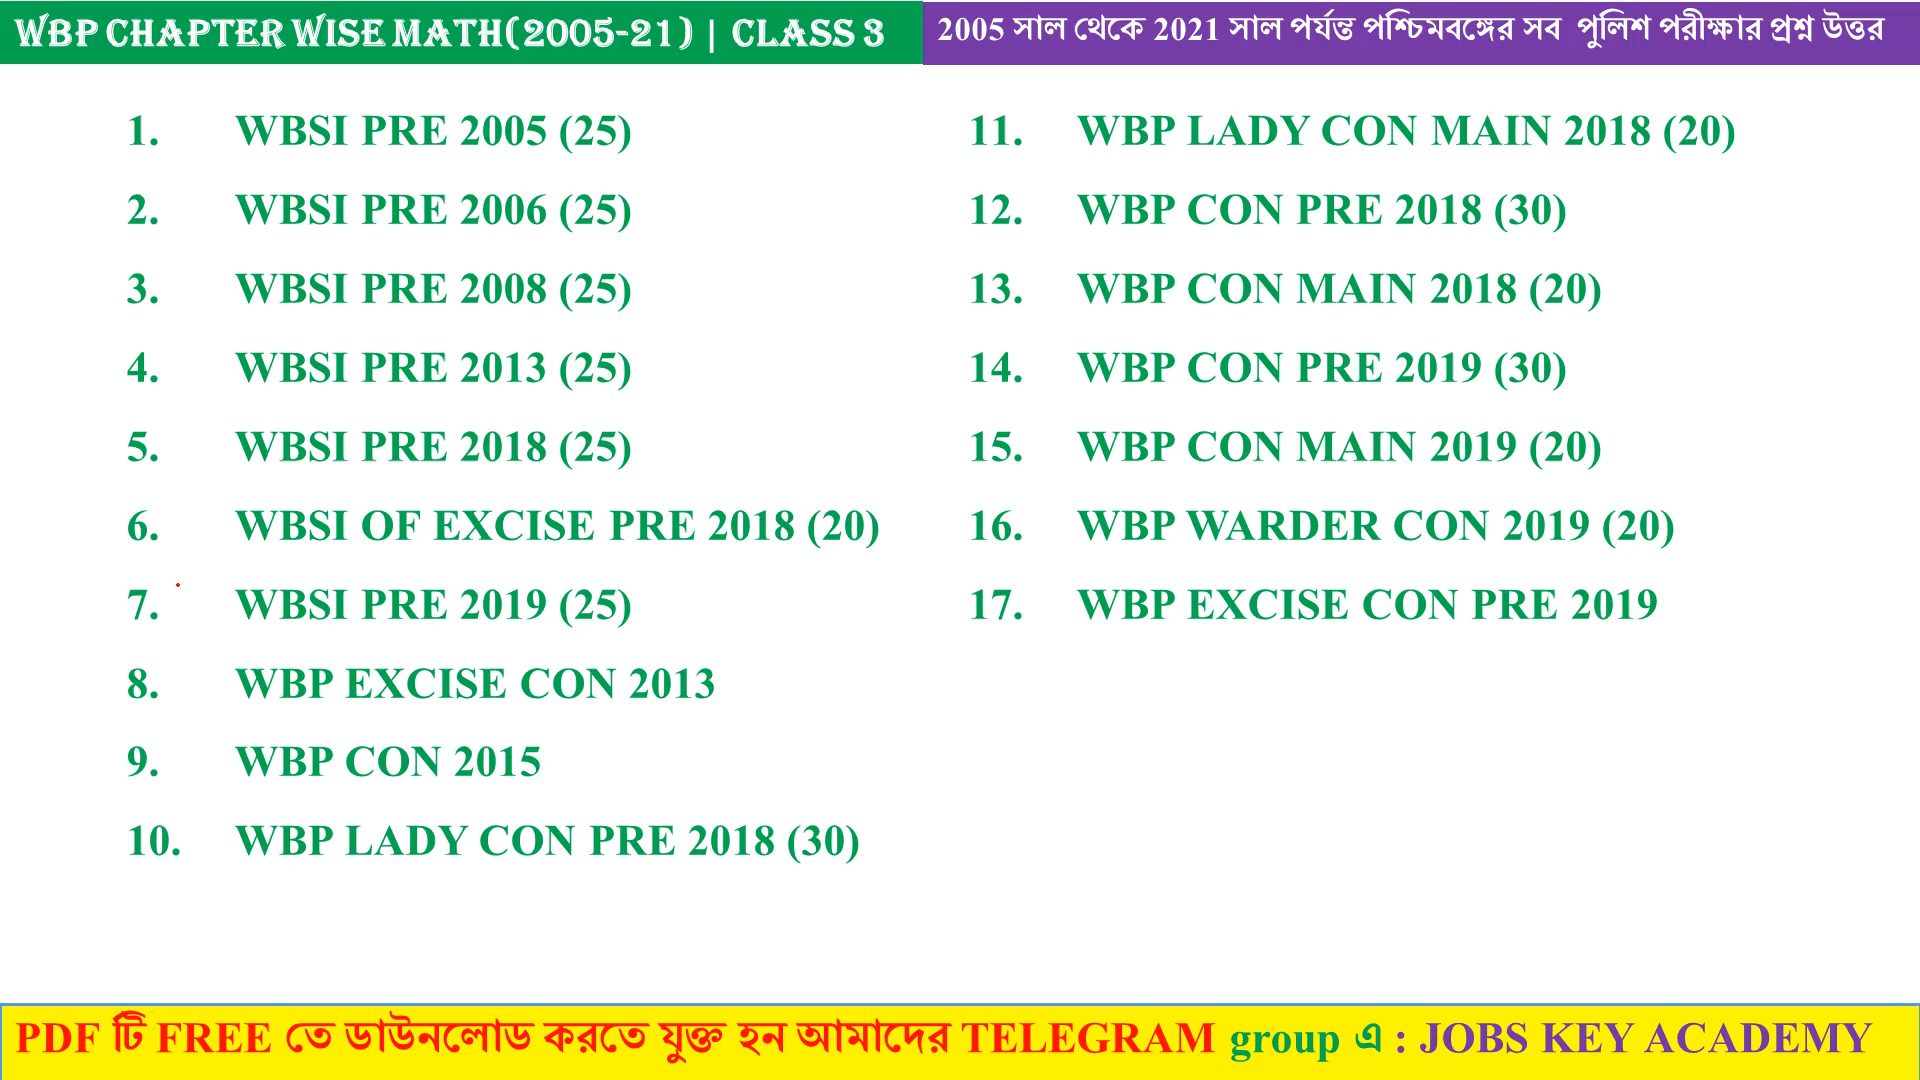 WBP CHAPTER WISE MATH(2005-21) | CLASS 3
2005 সাল থেকে 2021 সাল পর্যন্ত পশ্চিমবঙ্গের সব পুলিশ পরীক্ষার প্রশ্ন উত্তর
1. WBSI PRE 2005 (25)
2. WBSI PRE 2006 (25)
3. WBSI PRE 2008 (25)
4. WBSI PRE 2013 (25)
5. WBSI PRE 2018 (25)
6. WBSI OF EXCISE PRE 2018 (20)
7. WBSI PRE 2019 (25)
8. WBP EXCISE CON 2013
9. WBP CON 2015
10. WBP LADY CON PRE 2018 (30)
11. WBP LADY CON MAIN 2018 (20)
12. WBP CON PRE 2018 (30)
13. WBP CON MAIN 2018 (20)
14. WBP CON PRE 2019 (30)
15. WBP CON MAIN 2019 (20)
16. WBP WARDER CON 2019 (20)
17. WBP EXCISE CON PRE 2019
PDF টি FREE তে ডাউনলোড করতে যুক্ত হন আমাদের TELEGRAM group এ : JOBS KEY ACADEMY